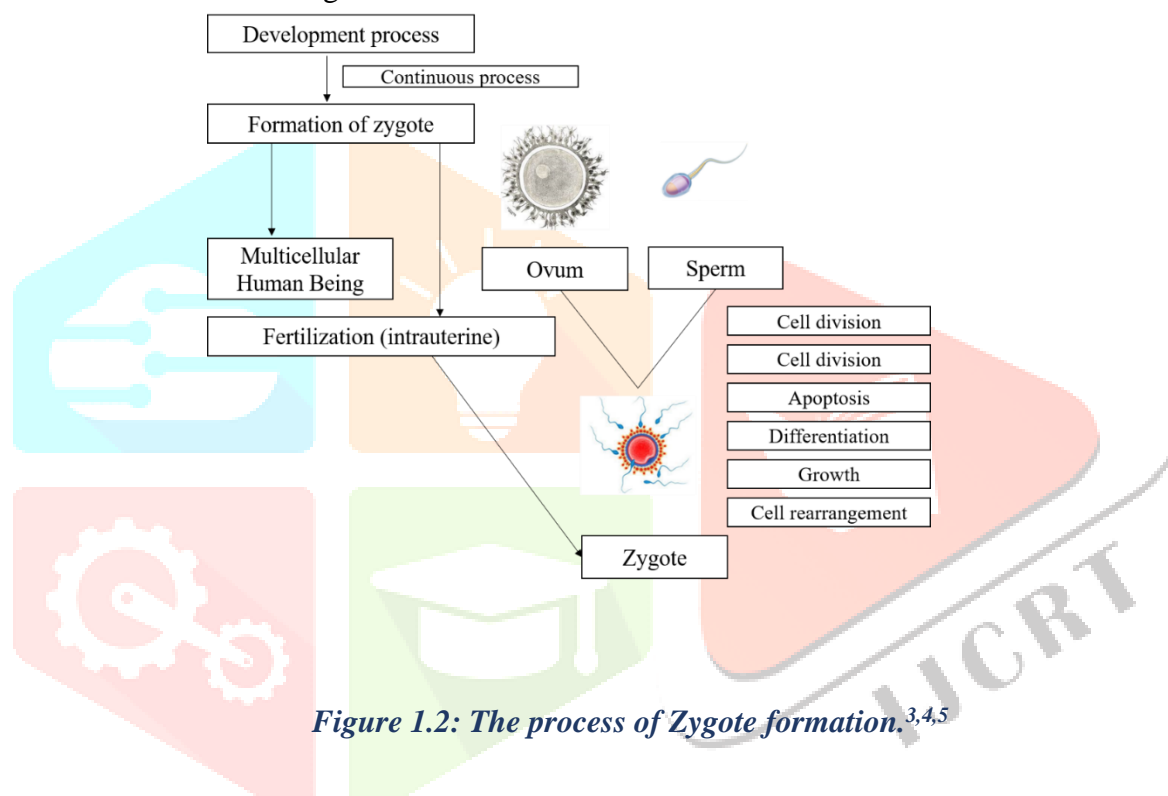 Development process
Continuous process
Formation of zygote
Multicellular
Human Being
Ovum
Sperm
Fertilization (intrauterine)
Cell division
Cell division
Apoptosis
Differentiation
Growth
Cell rearrangement
Zygote
IJCRT
Figure 1.2: The process of Zygote formation.3,4,5